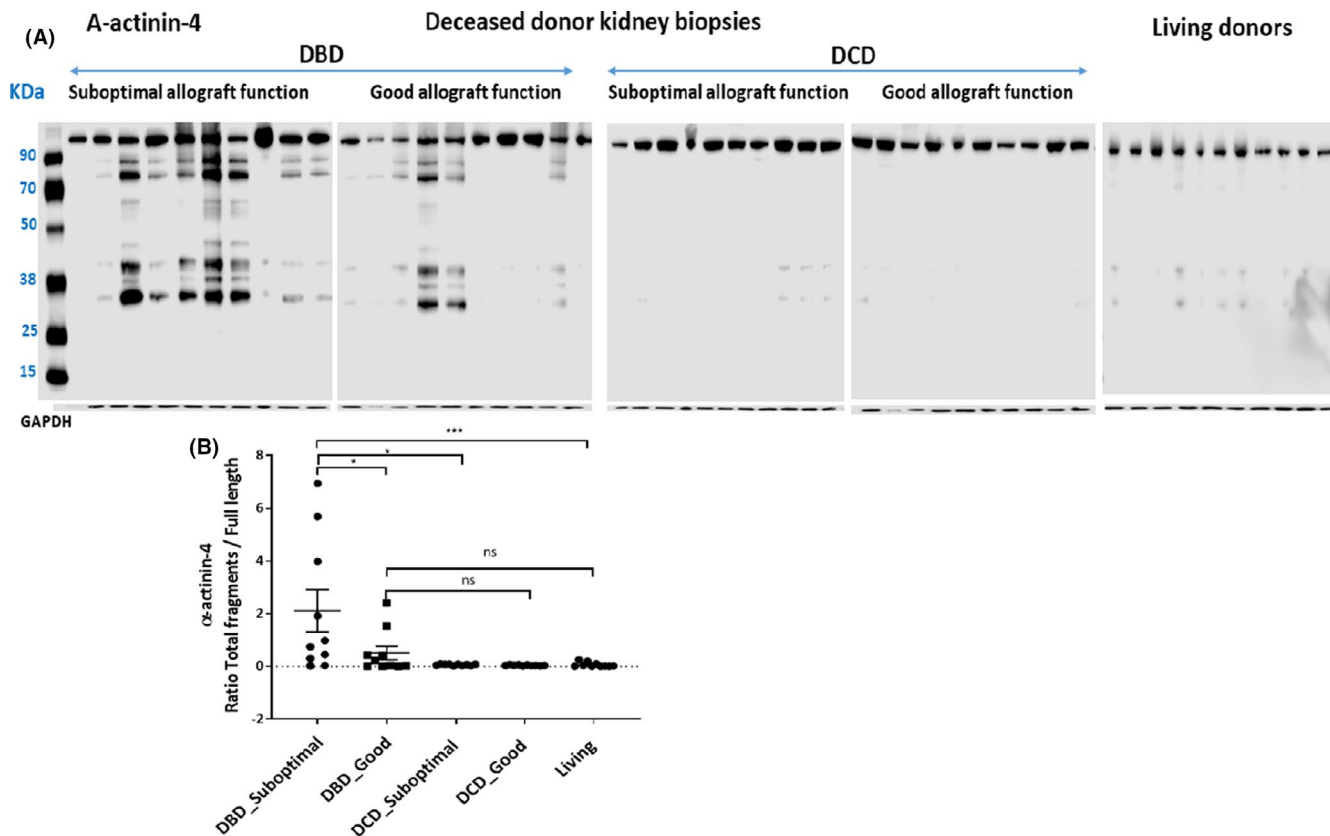 (A)
A-actinin-4
Deceased donor kidney biopsies
Living donors
DBD
DCD
KDa
Suboptimal allograft function
Good allograft function
Suboptimal allograft function
Good allograft function
90
70
50
38
25
15
GAPDH
(B)
α-actinin-4
Ratio Total fragments / Full length
8
6
4
2
0
-2
***
*
*
ns
ns
DBD_Suboptimal
DBD_Good
DCD_Suboptimal
DCD_Good
Living